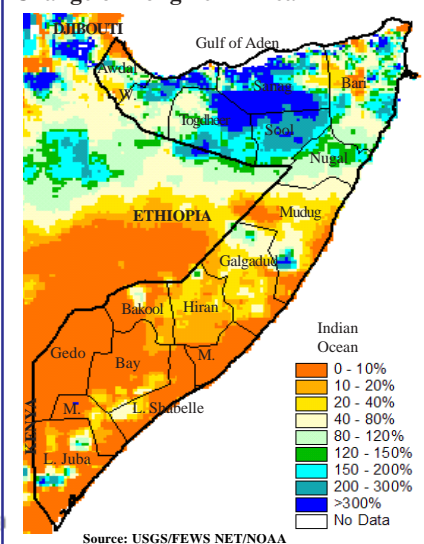 DJIBOUTI
Gulf of Aden
Awdal
Sanag
Bari
W.
Togdheer
Sool
Nugal
ETHIOPIA
Mudug
Galgadud
Bakool
Hiran
Indian
Ocean
Gedo
Bay
M.
0 - 10%
10 - 20%
20 - 40%
40 - 80%
80 - 120%
120 - 150%
150 - 200%
200 - 300%
>300%
No Data
KENYA
M.
L. Shabelle
L. Juba
Source: USGS/FEWS NET/NOAA